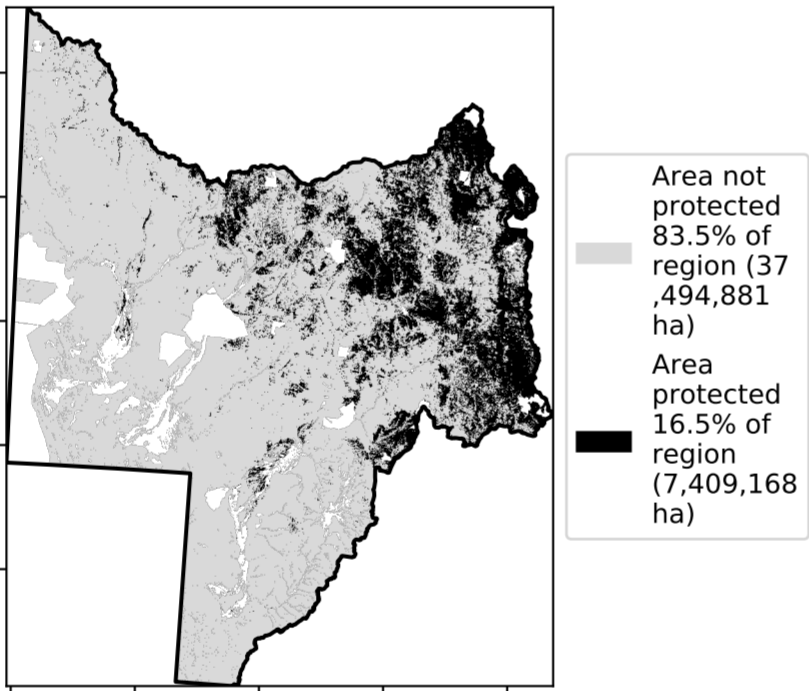 Area not
protected
83.5% of
region (37
,494,881
ha)
Area
protected
16.5% of
region
(7,409,168
ha)